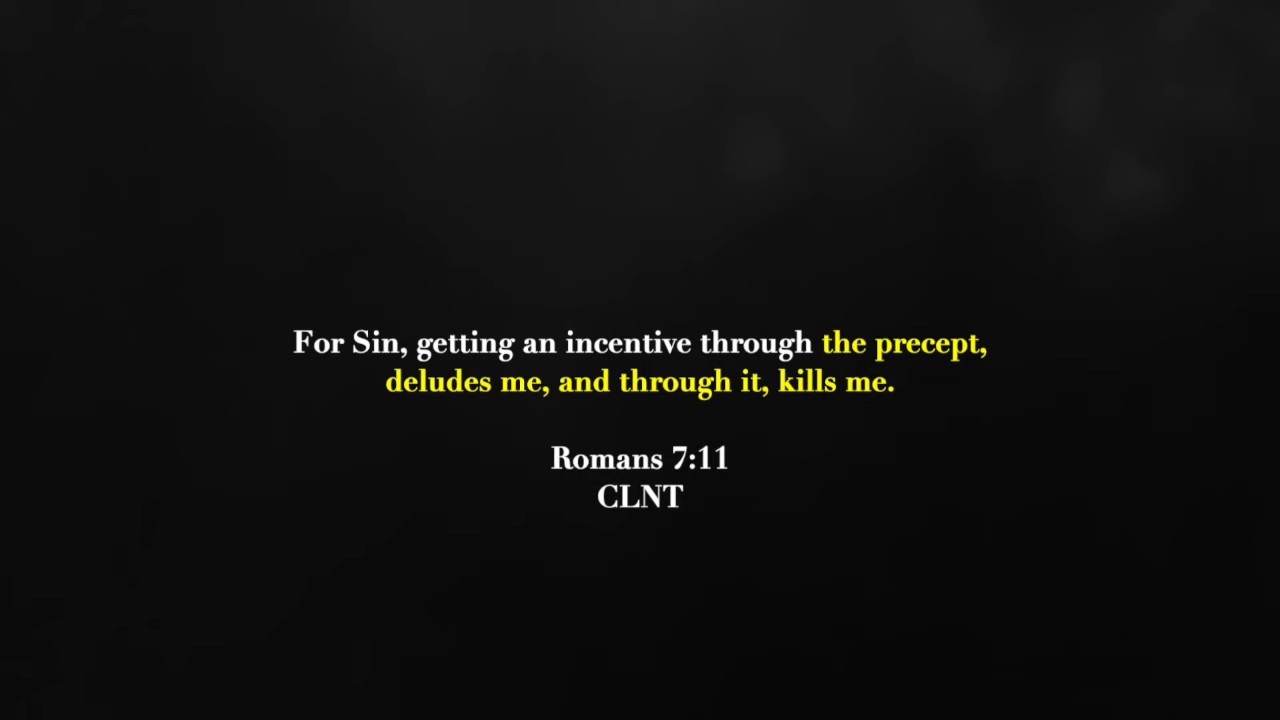 For Sin, getting an incentive through the precept,
deludes me, and through it, kills me.
Romans 7:11
CLNT